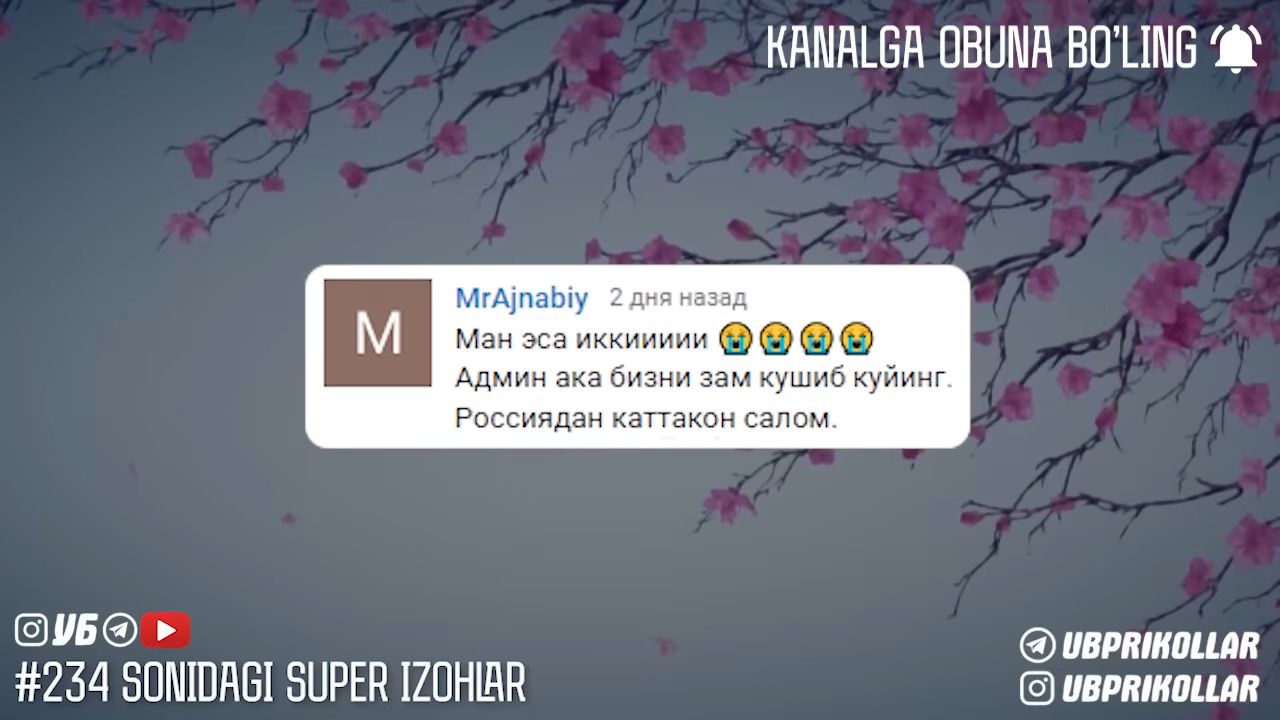 KANALGA OBUNA BO'LING
M
MrAjnabiy 2 дня назад
Ман эса иккиииии 😭😭😭😭
Админ ака бизни зам кушиб куйинг.
Россиядан каттакон салом.
УБ
#234 SONIDAGI SUPER IZOHLAR
UBPRIKOLLAR
UBPRIKOLLAR